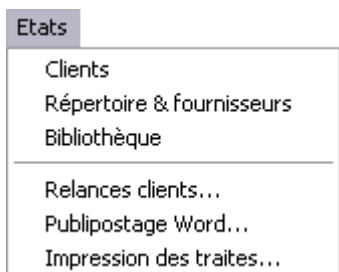 Etats
Clients
Répertoire & fournisseurs
Bibliothèque
Relances clients...
Publipostage Word...
Impression des traites...